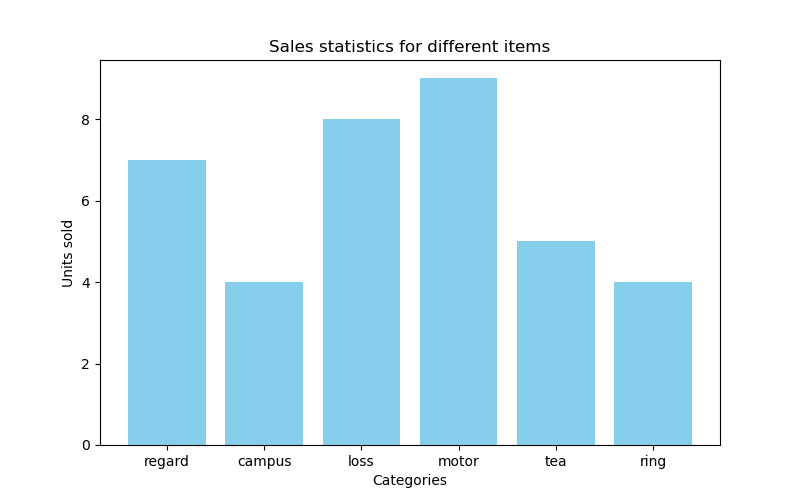 Sales statistics for different items
Units sold
8
6
4
2
0
regard campus loss motor tea ring
Categories